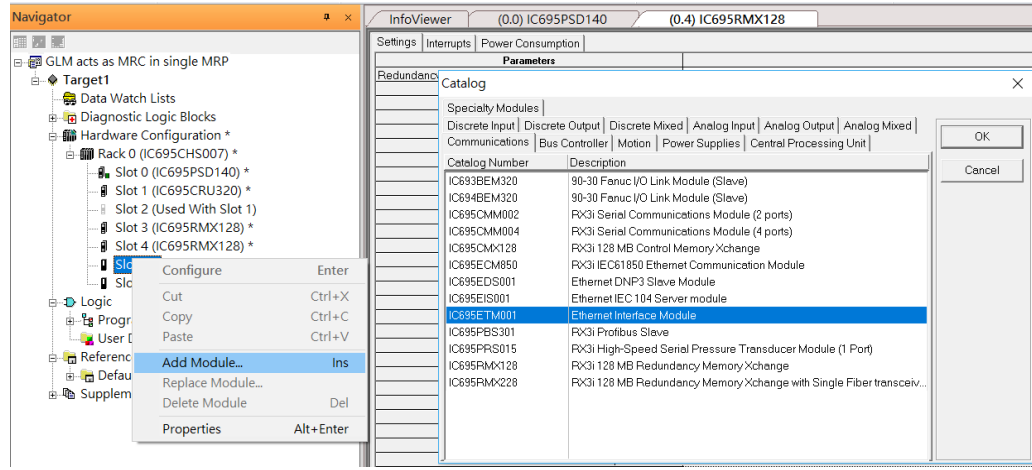 Navigator
InfoViewer (0.0) IC695PSD140 (0.4) IC695RMX128
GLM acts as MRC in single MRP
Target1
Data Watch Lists
Diagnostic Logic Blocks
Hardware Configuration *
Rack 0 (IC695CHS007) *
Slot 0 (IC695PSD140) *
Slot 1 (IC695CRU320) *
Slot 2 (Used With Slot 1)
Slot 3 (IC695RMX128) *
Slot 4 (IC695RMX128) *
Logic
User
Configure Enter
Cut Ctrl+X
Copy Ctrl+C
Paste Ctrl+V
Add Module... Ins
Replace Module...
Delete Module Del
Properties Alt+Enter
Settings Interrupts Power Consumption
Parameters
Redundancy
Catalog
Specialty Modules
Discrete Input Discrete Output Discrete Mixed Analog Input Analog Output Analog Mixed
Communications Bus Controller Motion Power Supplies Central Processing Unit
Catalog Number Description
IC693BEM320 90-30 Fanuc I/O Link Module (Slave)
IC694BEM320 90-30 Fanuc I/O Link Module (Slave)
IC695CMM002 RX3i Serial Communications Module (2 ports)
IC695CMM004 RX3i Serial Communications Module (4 ports)
IC695CMX128 RX3i 128 MB Control Memory Xchange
IC695ECM850 RX3i IEC61850 Ethernet Communication Module
IC695EDS001 Ethernet DNP3 Slave Module
IC695EIS001 Ethernet IEC 104 Server module
IC695ETM001 Ethernet Interface Module
IC695PBS301 RX3i Profibus Slave
IC695PRS015 RX3i High-Speed Serial Pressure Transducer Module (1 Port)
IC695RMX128 RX3i 128 MB Redundancy Memory Xchange
IC695RMX228 RX3i 128 MB Redundancy Memory Xchange with Single Fiber transceiv...
OK
Cancel